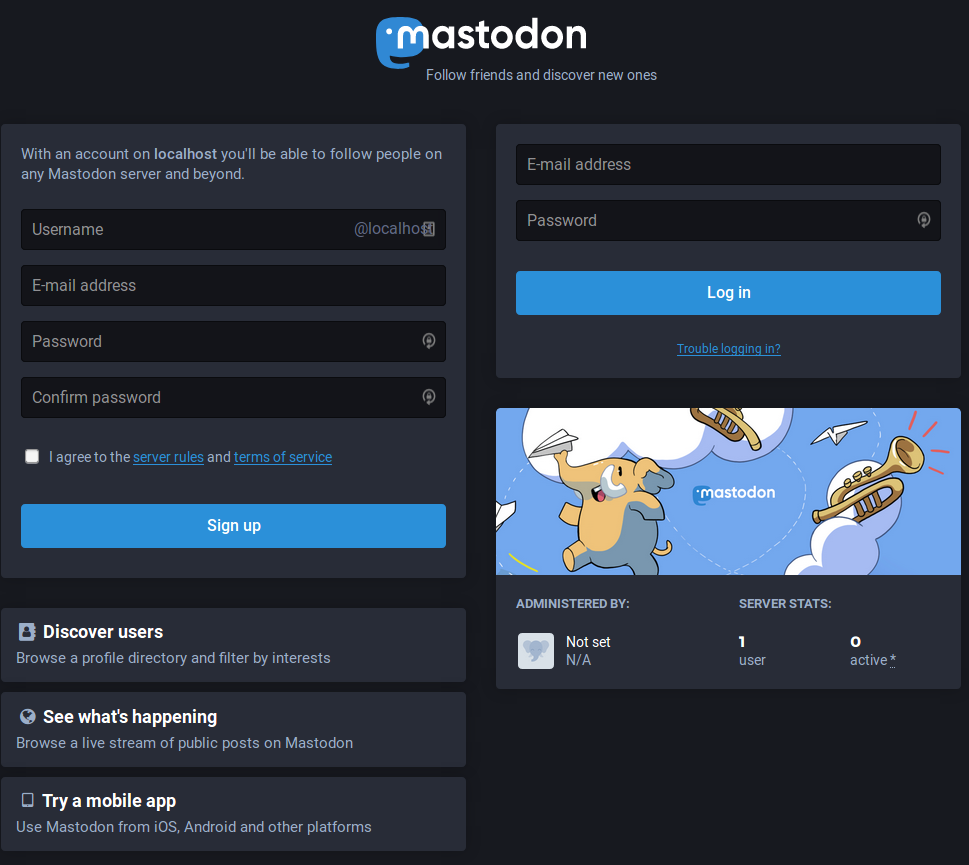 mastodon
Follow friends and discover new ones
With an account on localhost you'll be able to follow people on
any Mastodon server and beyond.
Username @localhost
E-mail address
Password
Confirm password
I agree to the server rules and terms of service
Sign up
Discover users
Browse a profile directory and filter by interests
See what's happening
Browse a live stream of public posts on Mastodon
Try a mobile app
Use Mastodon from iOS, Android and other platforms
E-mail address
Password
Log in
Trouble logging in?
mastodon
ADMINISTERED BY:
Not set
N/A
SERVER STATS:
1
user
0
active *